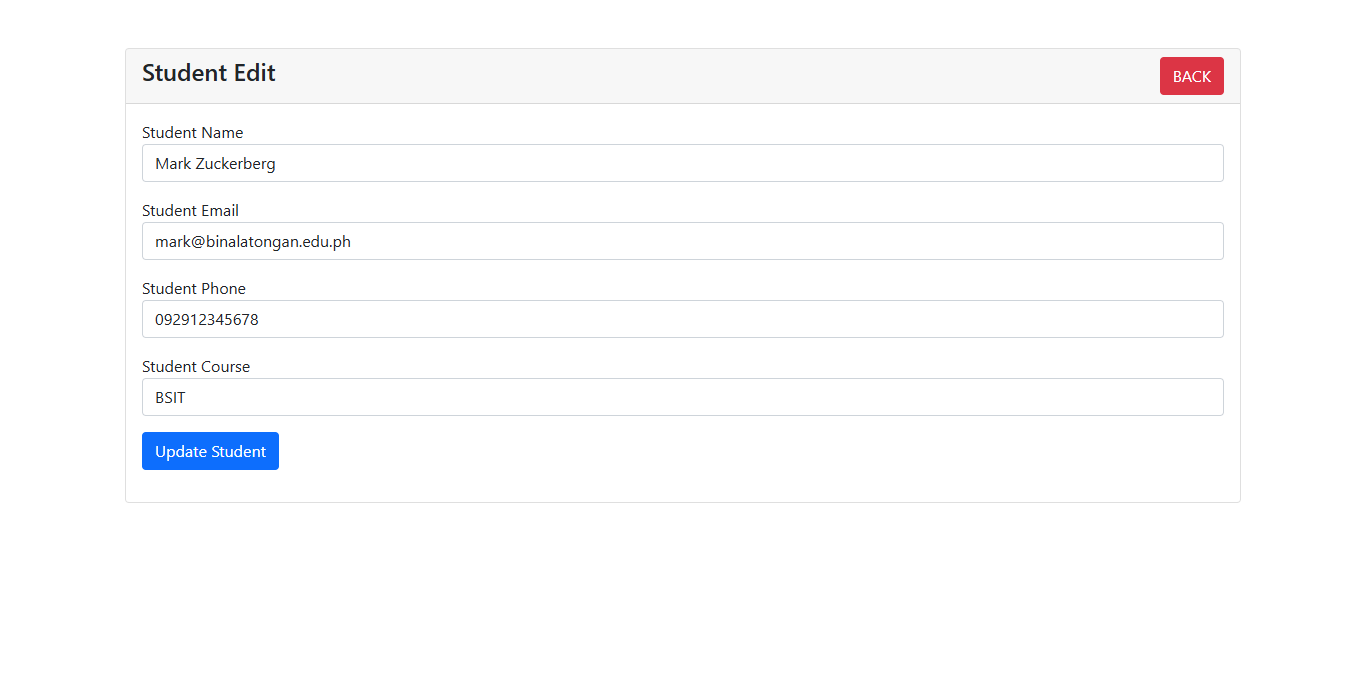 Student Edit
BACK
Student Name
Mark Zuckerberg
Student Email
mark@binalatongan.edu.ph
Student Phone
092912345678
Student Course
BSIT
Update Student